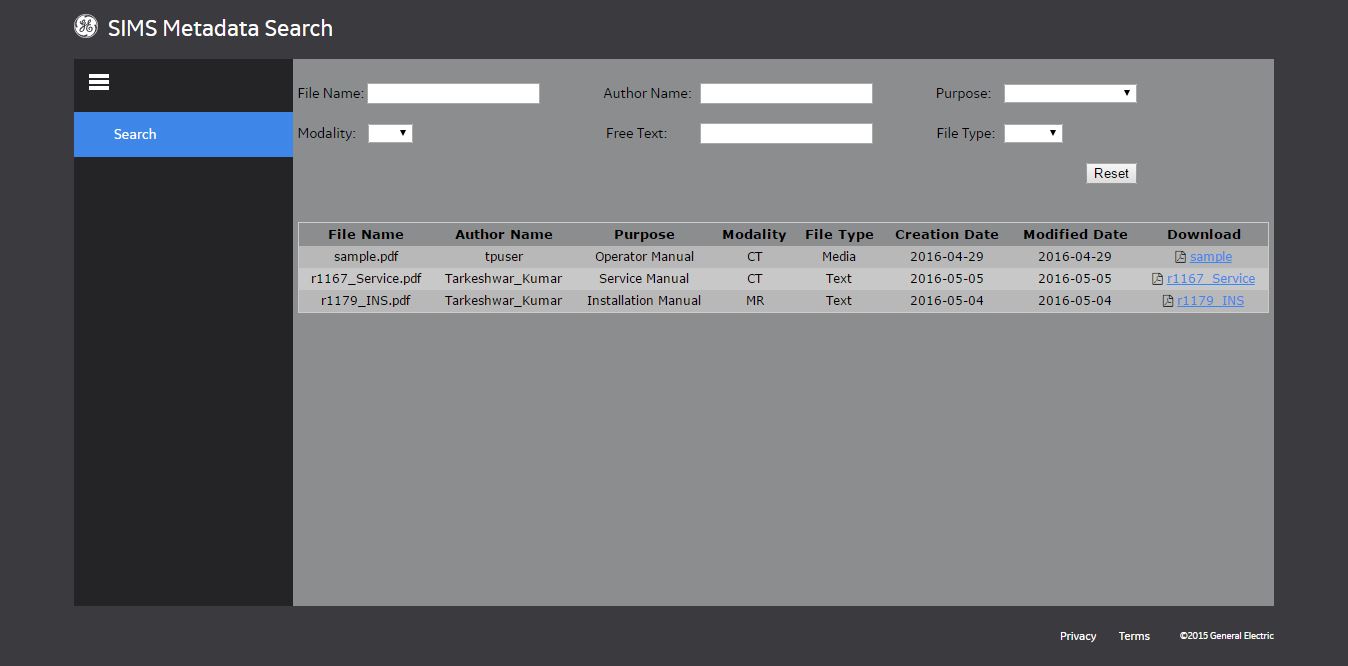 SIMS Metadata Search
File Name: Author Name: Purpose:
Search
Modality: Free Text: File Type:
Reset
File Name Author Name Purpose Modality File Type Creation Date Modified Date Download
sample.pdf tpuser Operator Manual CT Media 2016-04-29 2016-04-29 sample
r1167_Service.pdf Tarkeshwar_Kumar Service Manual CT Text 2016-05-05 2016-05-05 r1167_Service
r1179_INS.pdf Tarkeshwar_Kumar Installation Manual MR Text 2016-05-04 2016-05-04 r1179_INS
Privacy Terms ©2015 General Electric